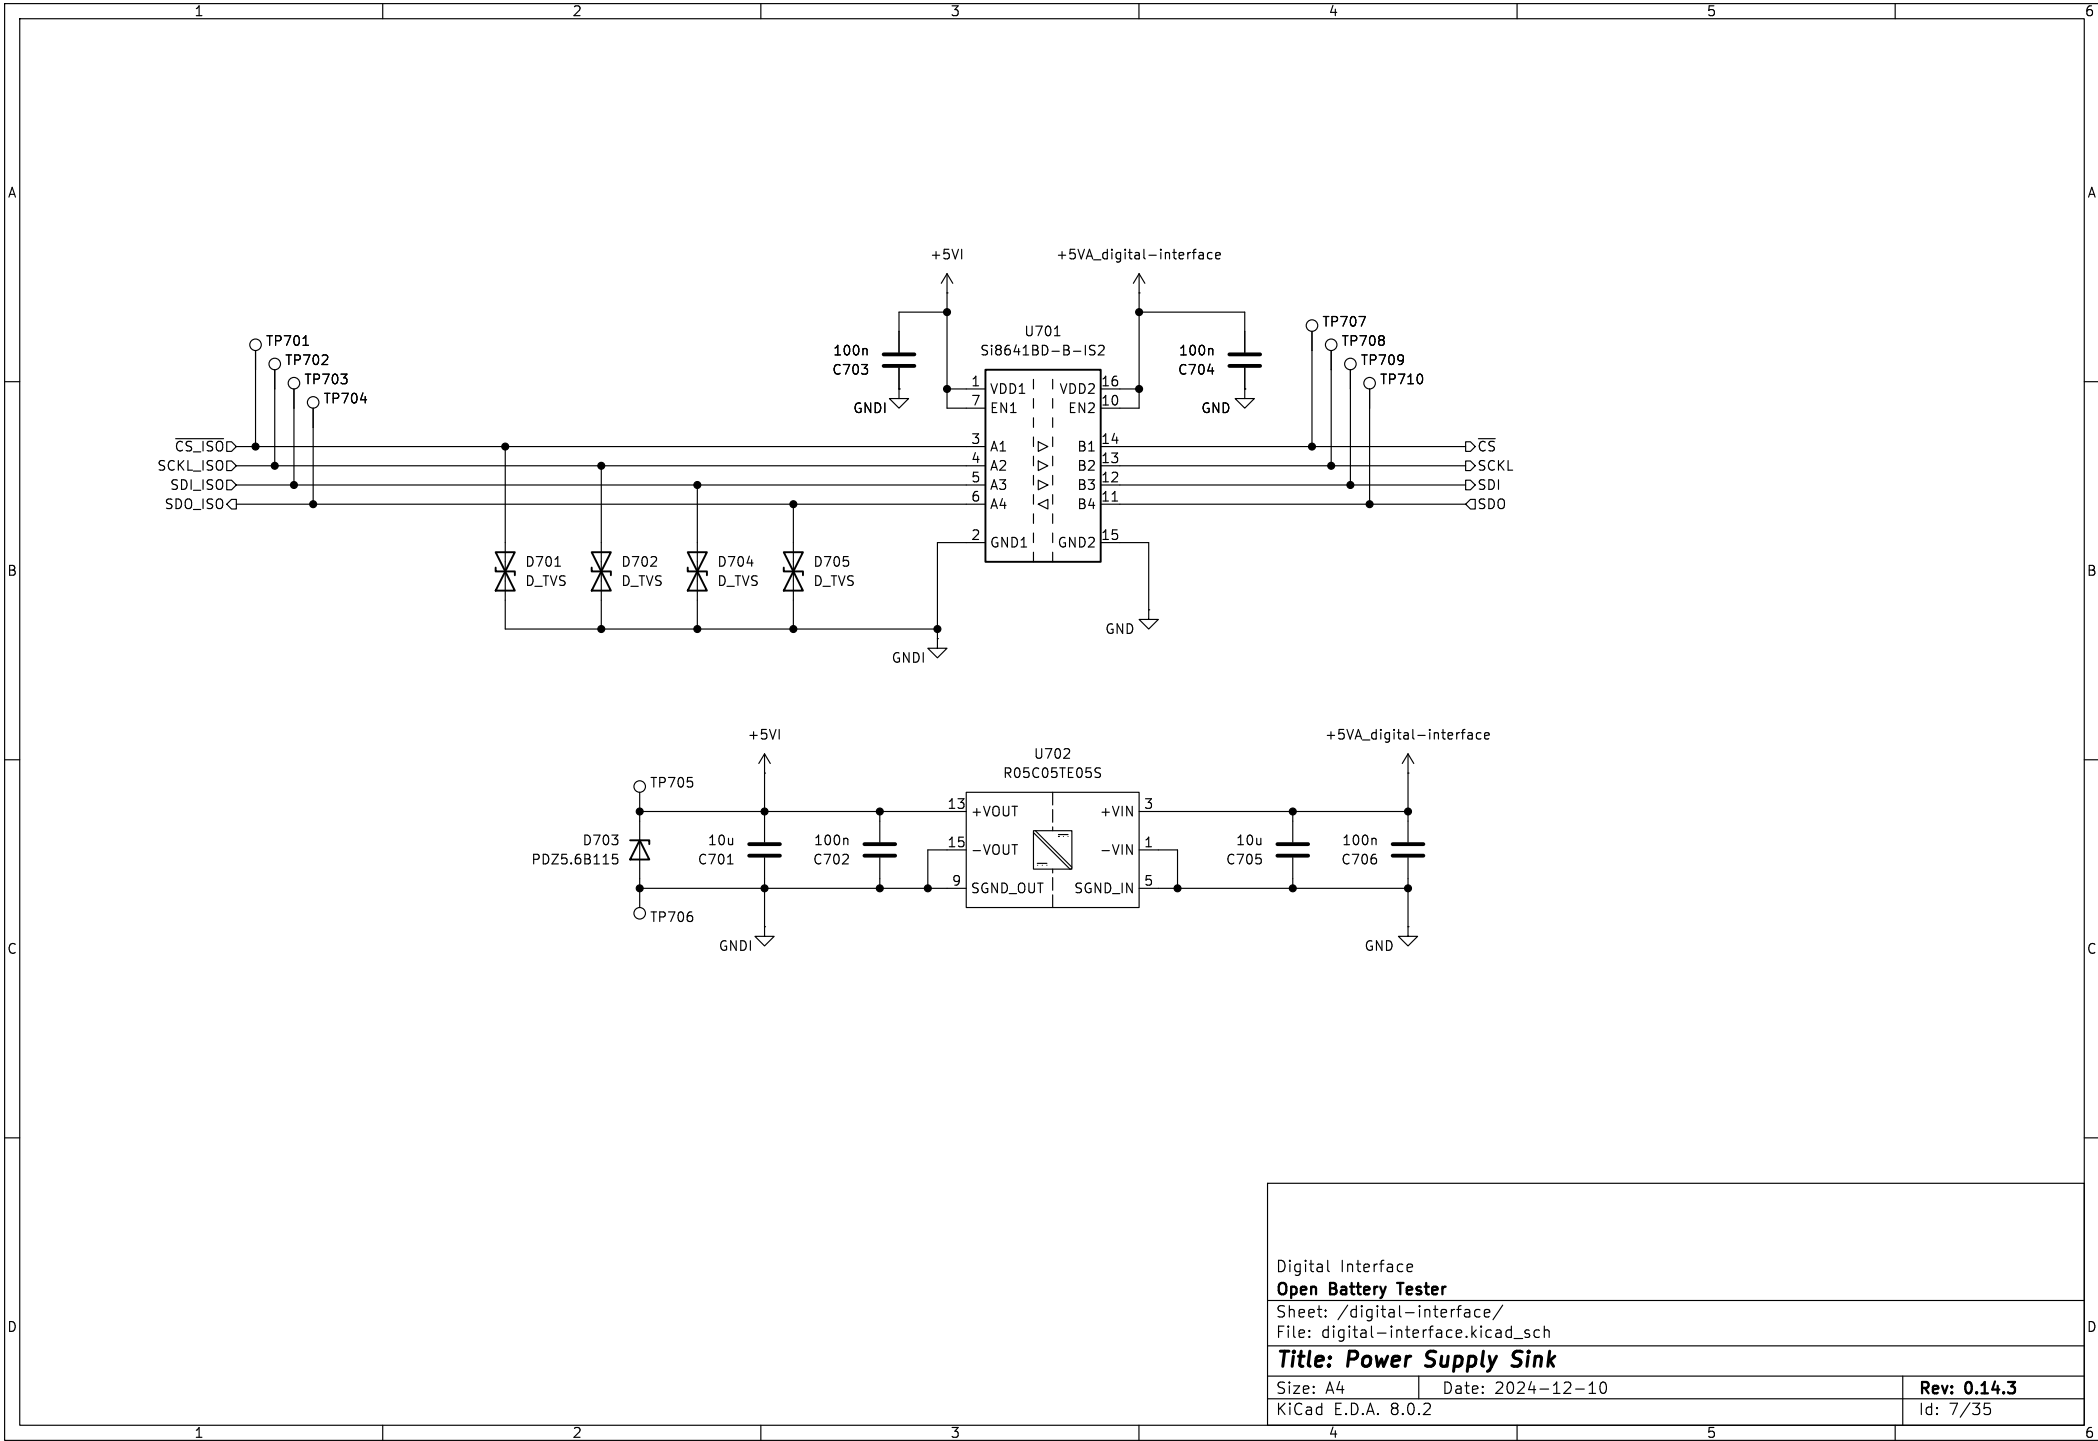 1 2 3 4 5 6
A A
+5VI +5VA_digital-interface
U701
Si8641BD-B-IS2
100n
C703
100n
C704
GNDI
GND
TP701
TP702
TP703
TP704
TP707
TP708
TP709
TP710
1 VDD1 VDD2 16
7 EN1 EN2 10
CS_ISO 3 A1 B1 14 CS
SCKL_ISO 4 A2 B2 13 SCKL
SDI_ISO 5 A3 B3 12 SDI
SDO_ISO 6 A4 B4 11 SDO
2 GND1 GND2 15
B B
D701
D_TVS
D702
D_TVS
D704
D_TVS
D705
D_TVS
GNDI
GND
+5VI +5VA_digital-interface
U702
R05C05TE05S
TP705
13 +VOUT +VIN 3
15 -VOUT -VIN 1
9 SGND_OUT SGND_IN 5
D703
PDZ5.6B115
10u
C701
100n
C702
10u
C705
100n
C706
TP706
GNDI
GND
C C
Digital Interface
Open Battery Tester
Sheet: /digital-interface/
File: digital-interface.kicad_sch
Title: Power Supply Sink
Size: A4 Date: 2024-12-10 Rev: 0.14.3
KiCad E.D.A. 8.0.2 Id: 7/35
D D
1 2 3 4 5 6